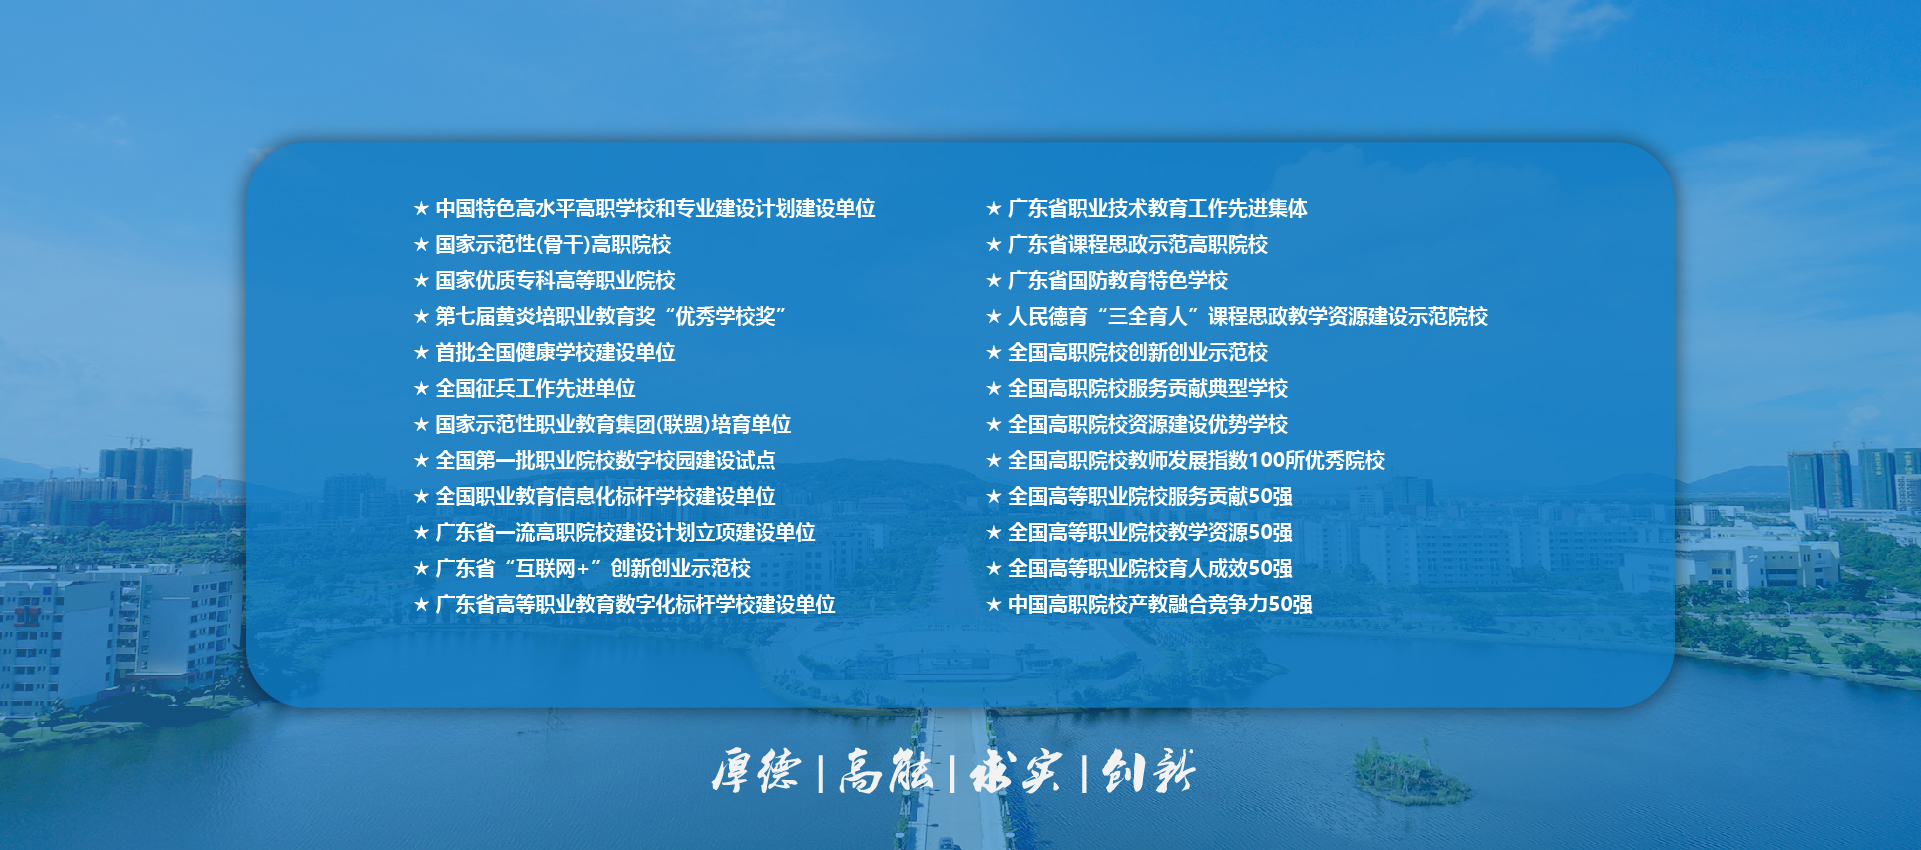 ★ 中国特色高水平高职学校和专业建设计划建设单位
★ 国家示范性(骨干)高职院校
★ 国家优质专科高等职业院校
★ 第七届黄炎培职业教育奖“优秀学校奖”
★ 首批全国健康学校建设单位
★ 全国征兵工作先进单位
★ 国家示范性职业教育集团(联盟)培育单位
★ 全国第一批职业院校数字校园建设试点
★ 全国职业教育信息化标杆学校建设单位
★ 广东省一流高职院校建设计划立项建设单位
★ 广东省“互联网+”创新创业示范校
★ 广东省高等职业教育数字化标杆学校建设单位
★ 广东省职业技术教育工作先进集体
★ 广东省课程思政示范高职院校
★ 广东省国防教育特色学校
★ 人民德育“三全育人”课程思政教学资源建设示范院校
★ 全国高职院校创新创业示范校
★ 全国高职院校服务贡献典型学校
★ 全国高职院校资源建设优势学校
★ 全国高职院校教师发展指数100所优秀院校
★ 全国高等职业院校服务贡献50强
★ 全国高等职业院校教学资源50强
★ 全国高等职业院校育人成效50强
★ 中国高职院校产教融合竞争力50强
厚德 | 高能 | 求实 | 创新